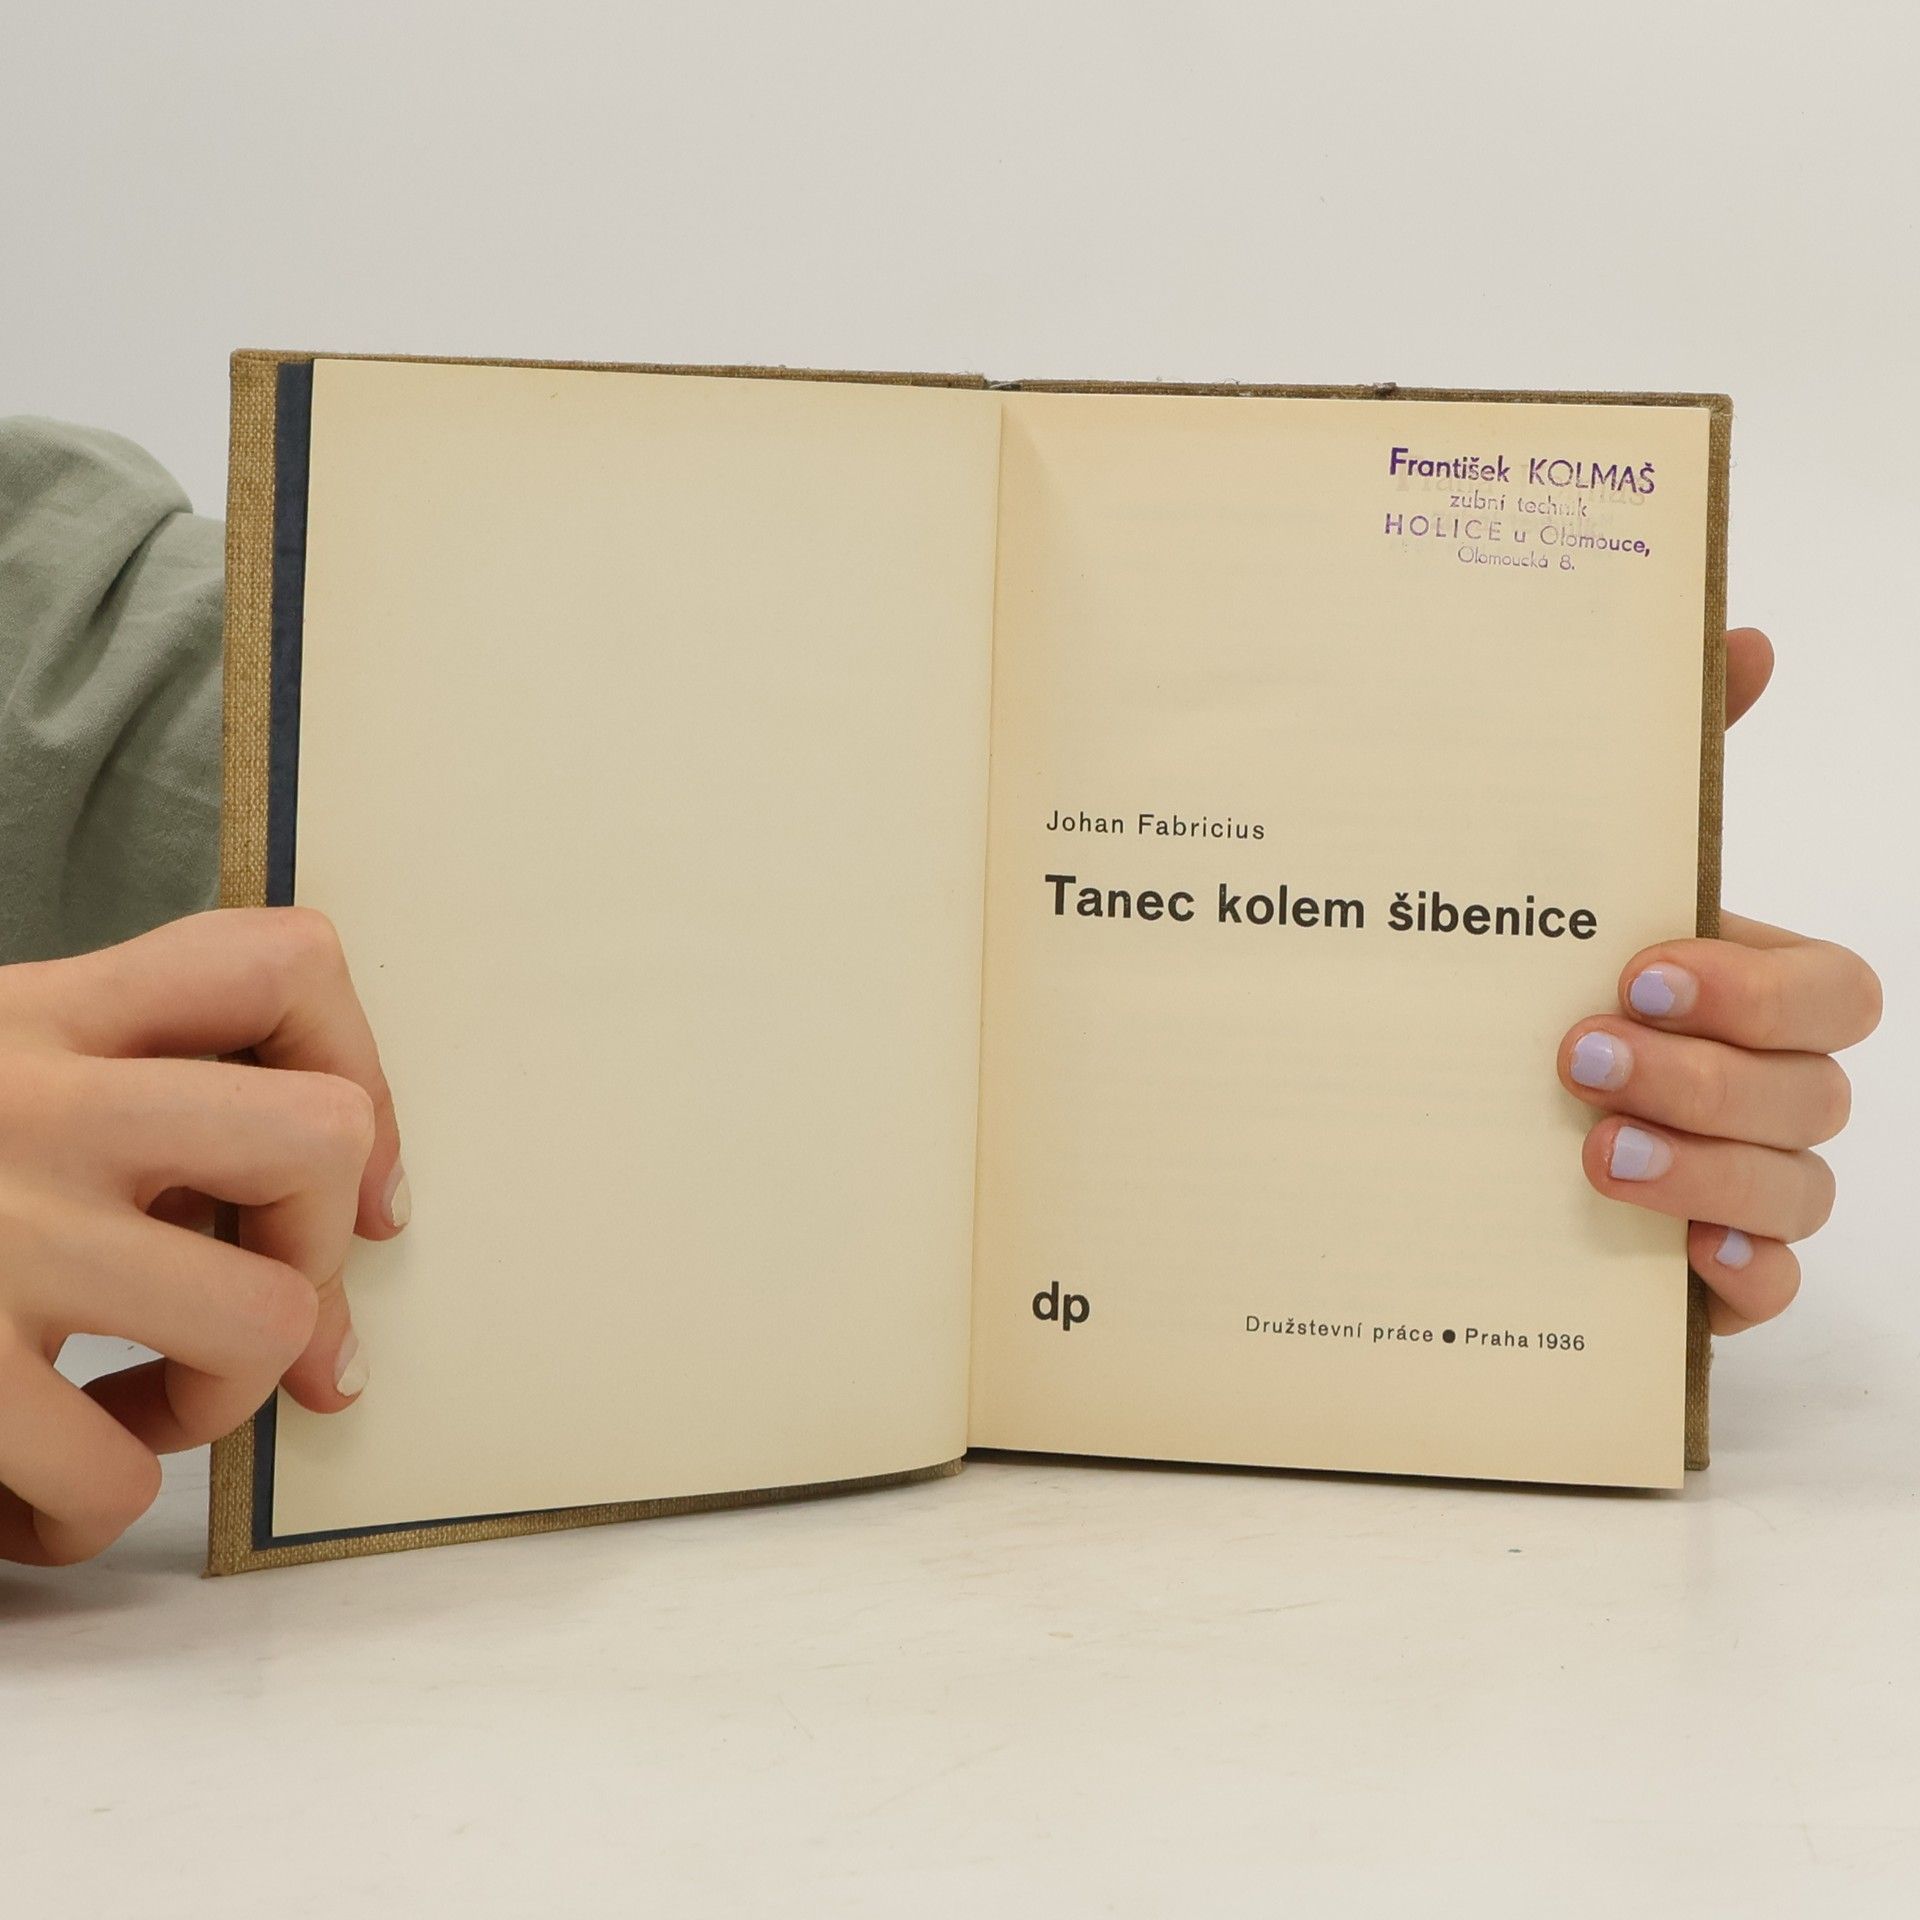 František KOLMAŠ
zubní technik
HOLICE u Olomouce,
Olomoucká 8.
Johan Fabricius
Tanec kolem šibenice
dp
Družstevní práce ● Praha 1936